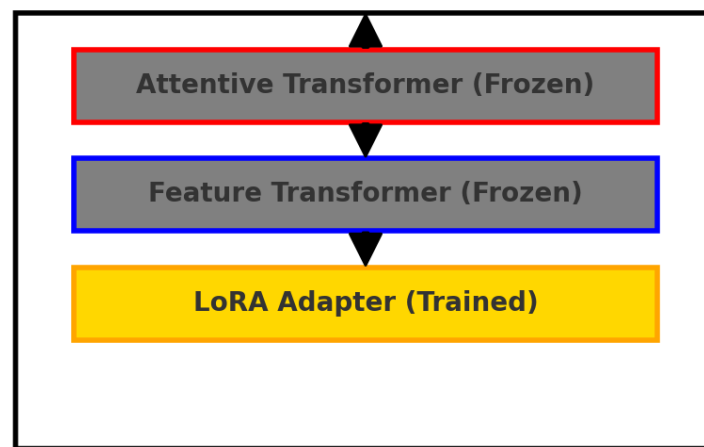 Attentive Transformer (Frozen)
Feature Transformer (Frozen)
LoRA Adapter (Trained)